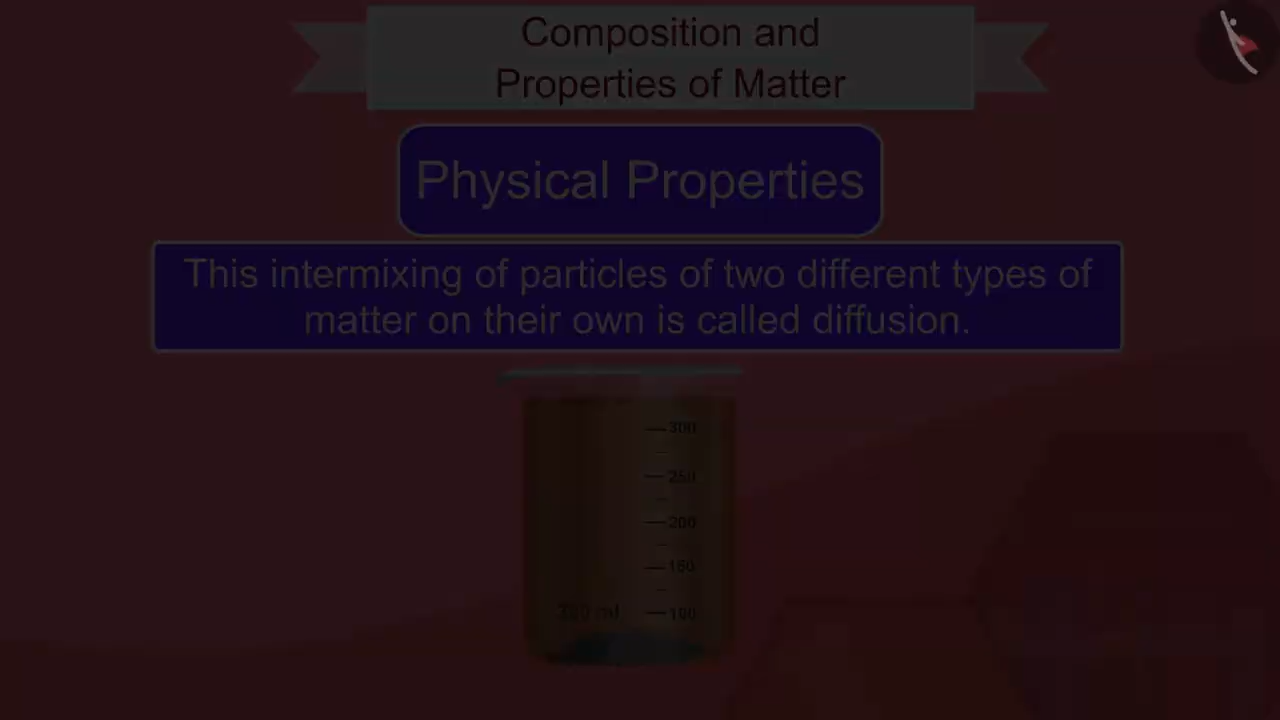 Composition and
Properties of Matter
Physical Properties
This intermixing of particles of two different types of
matter on their own is called diffusion.
300
250
200
150
100